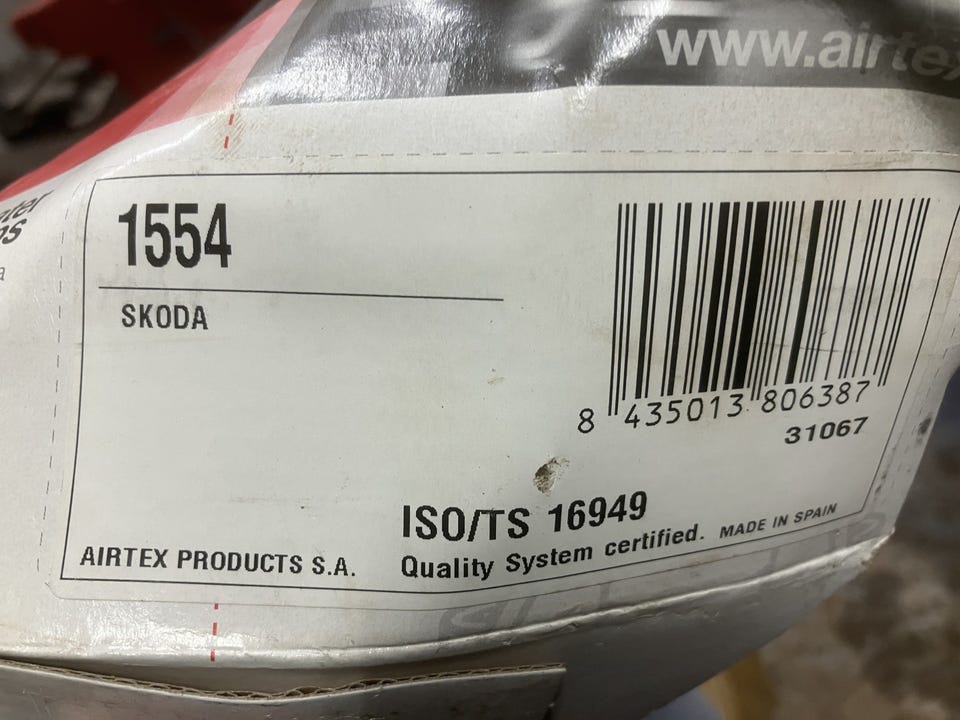 www.airtex
1554
SKODA
8 435013 806387
31067
ISO/TS 16949
Quality System certified. MADE IN SPAIN
AIRTEX PRODUCTS S.A.